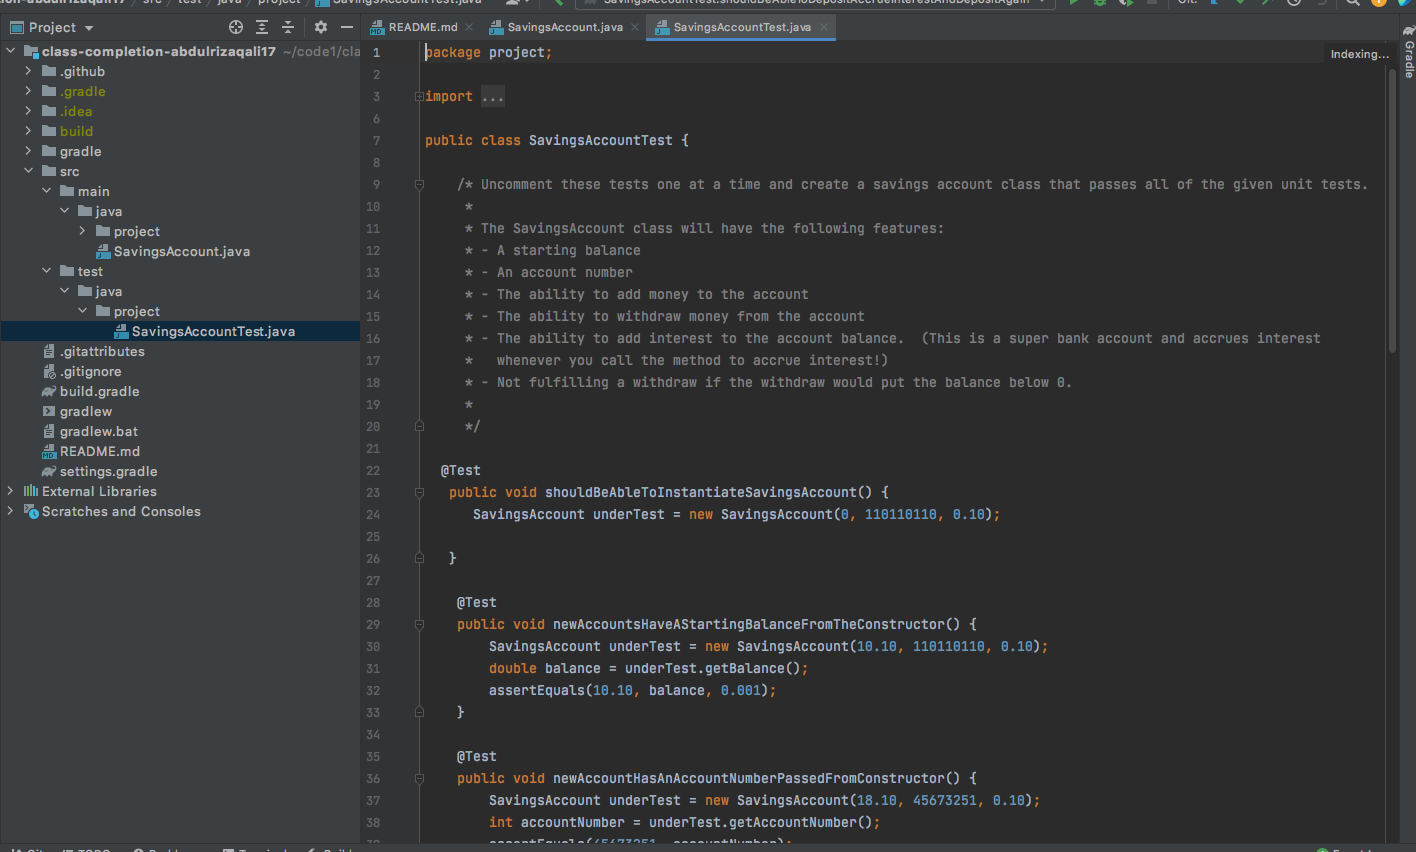 SavingsAccountTest.java
Project
README.md
SavingsAccount.java
SavingsAccountTest.java
class-completion-abdulrizaqali17 ~/code1/cla
.github
.gradle
.idea
build
gradle
src
main
java
project
SavingsAccount.java
test
java
project
SavingsAccountTest.java
.gitattributes
.gitignore
build.gradle
gradlew
gradlew.bat
README.md
settings.gradle
External Libraries
Scratches and Consoles
1 package project;
2
3 import ...
6
7 public class SavingsAccountTest {
8
9 /* Uncomment these tests one at a time and create a savings account class that passes all of the given unit tests.
10 *
11 * The SavingsAccount class will have the following features:
12 * - A starting balance
13 * - An account number
14 * - The ability to add money to the account
15 * - The ability to withdraw money from the account
16 * - The ability to add interest to the account balance.  (This is a super bank account and accrues interest
17 *   whenever you call the method to accrue interest!)
18 * - Not fulfilling a withdraw if the withdraw would put the balance below 0.
19 *
20 */
21
22 @Test
23 public void shouldBeAbleToInstantiateSavingsAccount() {
24 SavingsAccount underTest = new SavingsAccount(0, 110110110, 0.10);
25
26 }
27
28 @Test
29 public void newAccountsHaveAStartingBalanceFromTheConstructor() {
30 SavingsAccount underTest = new SavingsAccount(10.10, 110110110, 0.10);
31 double balance = underTest.getBalance();
32 assertEquals(10.10, balance, 0.001);
33 }
34
35 @Test
36 public void newAccountHasAnAccountNumberPassedFromConstructor() {
37 SavingsAccount underTest = new SavingsAccount(18.10, 45673251, 0.10);
38 int accountNumber = underTest.getAccountNumber();
Indexing...
Gradle